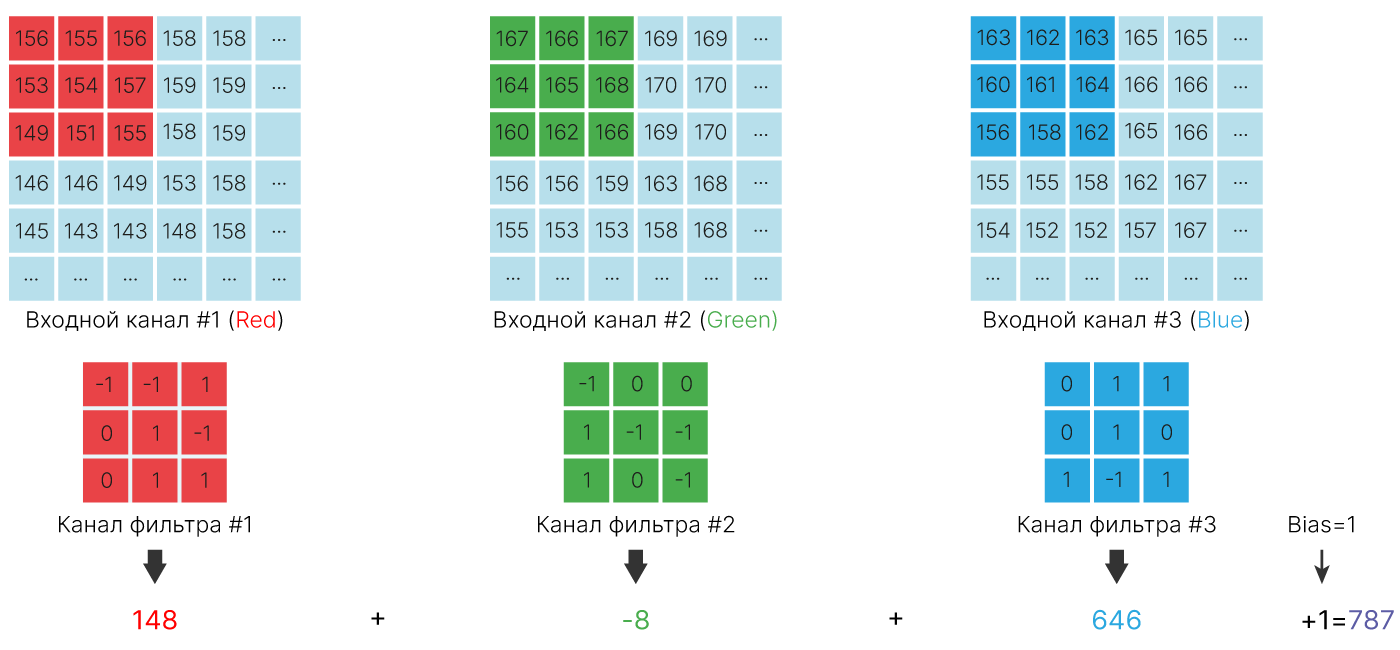 156 155 156 158 158 ... 167 166 167 169 169 ... 163 162 163 165 165 ...
153 154 157 159 159 ... 164 165 168 170 170 ... 160 161 164 166 166 ...
149 151 155 158 159 160 162 166 169 170 ... 156 158 162 165 166 ...
146 146 149 153 158 ... 156 156 159 163 168 ... 155 155 158 162 167 ...
145 143 143 148 158 ... 155 153 153 158 168 ... 154 152 152 157 167 ...
... ... ... ... ... ... ... ... ... ... ... ... ... ... ... ... ... ...
Входной канал #1 (Red) Входной канал #2 (Green) Входной канал #3 (Blue)
-1 -1 1 -1 0 0 0 1 1
0 1 -1 1 -1 -1 0 1 0
0 1 1 1 0 -1 1 -1 1
Канал фильтра #1 Канал фильтра #2 Канал фильтра #3 Bias=1
148 + -8 + 646 +1=787